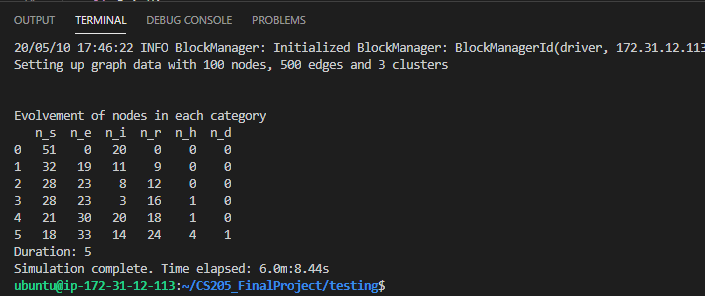 OUTPUT TERMINAL DEBUG CONSOLE PROBLEMS
20/05/10 17:46:22 INFO BlockManager: Initialized BlockManager: BlockManagerId(driver, 172.31.12.113
Setting up graph data with 100 nodes, 500 edges and 3 clusters
Evolvement of nodes in each category
n_s n_e n_i n_r n_h n_d
0 51 0 20 0 0 0
1 32 19 11 9 0 0
2 28 23 8 12 0 0
3 28 23 3 16 1 0
4 21 30 20 18 1 0
5 18 33 14 24 4 1
Duration: 5
Simulation complete. Time elapsed: 6.0m:8.44s
ubuntu@ip-172-31-12-113:~/CS205_FinalProject/testing$